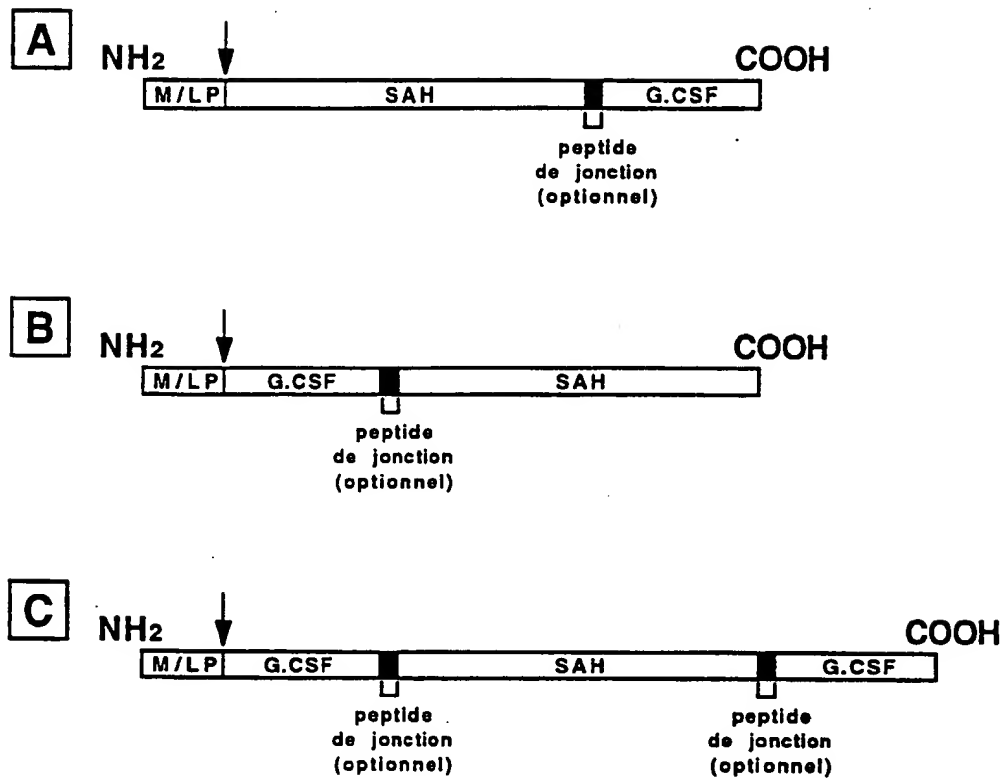 A
NH2 COOH
M/LP SAH G.CSF
peptide
de jonction
(optionnel)
B
NH2 COOH
M/LP G.CSF SAH
peptide
de jonction
(optionnel)
C
NH2 COOH
M/LP G.CSF SAH G.CSF
peptide peptide
de jonction de jonction
(optionnel) (optionnel)